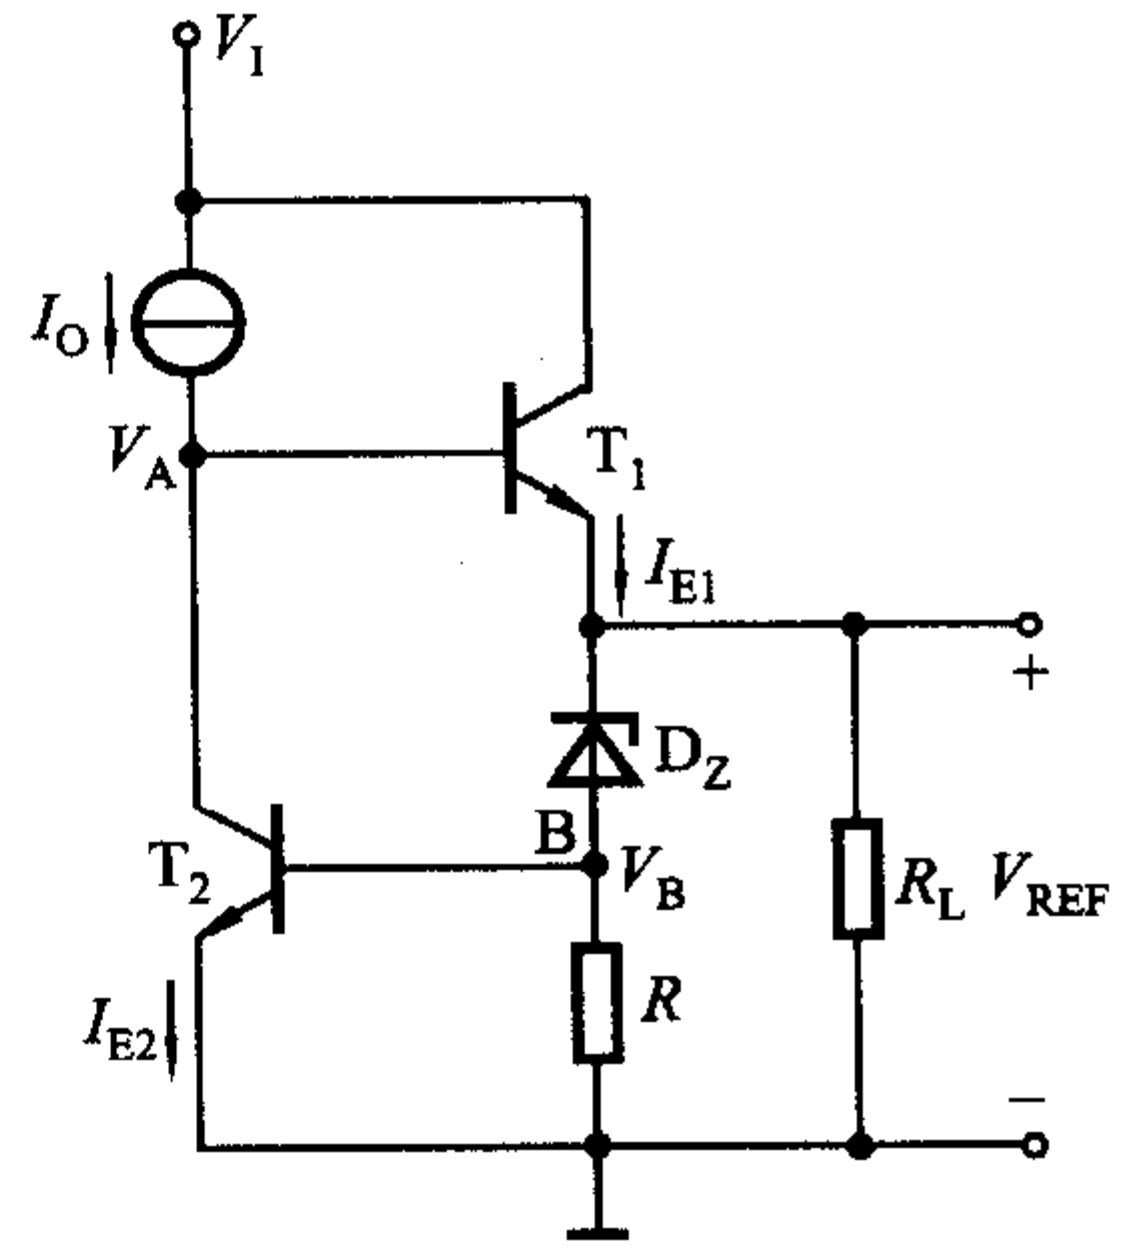 V_I
I_O
V_A
T_1
I_E1
+
D_Z
B
V_B
T_2
R_L
V_REF
R
I_E2
−